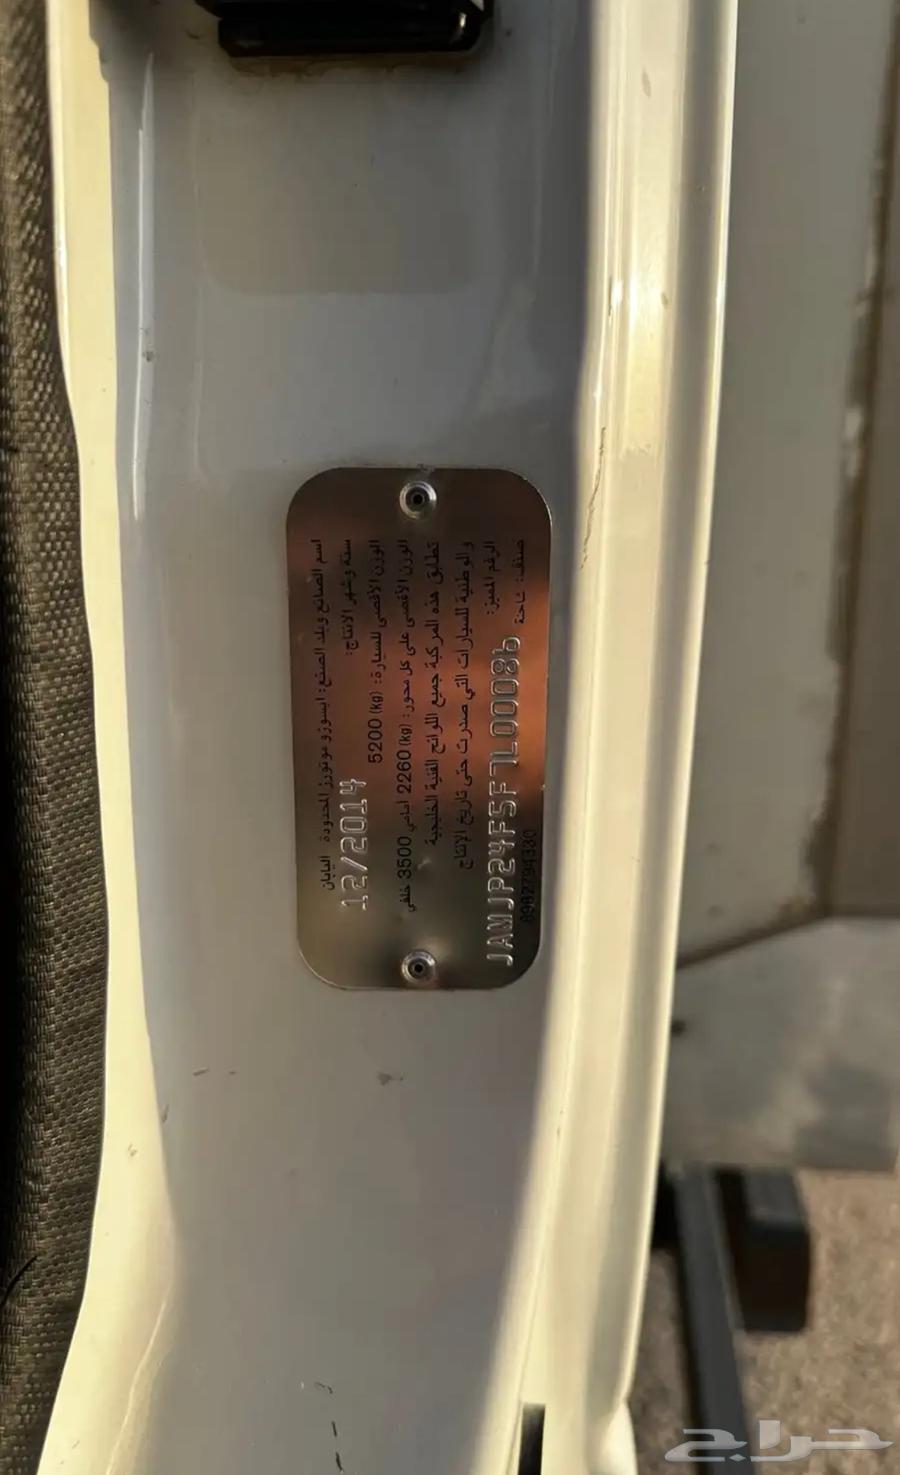 اسم الصانع وبلد الصنع: ايسوزو موتورز المحدودة اليابان
سنة وشهر الانتاج: 12/2014
الوزن الأقصى للسيارة: (kg) 5200
الوزن الأقصى على كل محور: (kg) 2260 أمامي 3500 خلفي
تطابق هذه المركبة جميع اللوائح الفنية الخليجية
والوطنية للسيارات التي صدرت حتى تاريخ الإنتاج
الرقم المميز: JAMJP24F5F7L00086
صنف: شاحنة 8982794330
حراج